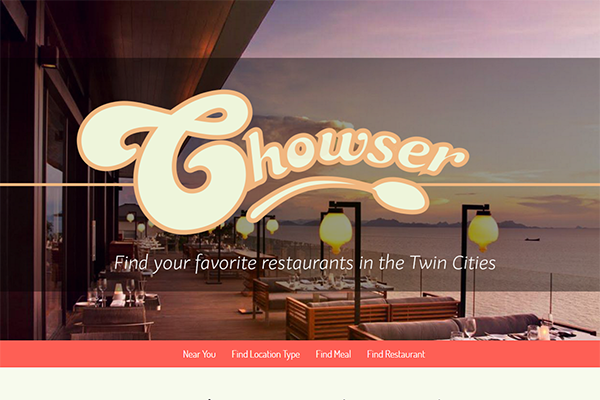 Chowser
Find your favorite restaurants in the Twin Cities
Near You Find Location Type Find Meal Find Restaurant